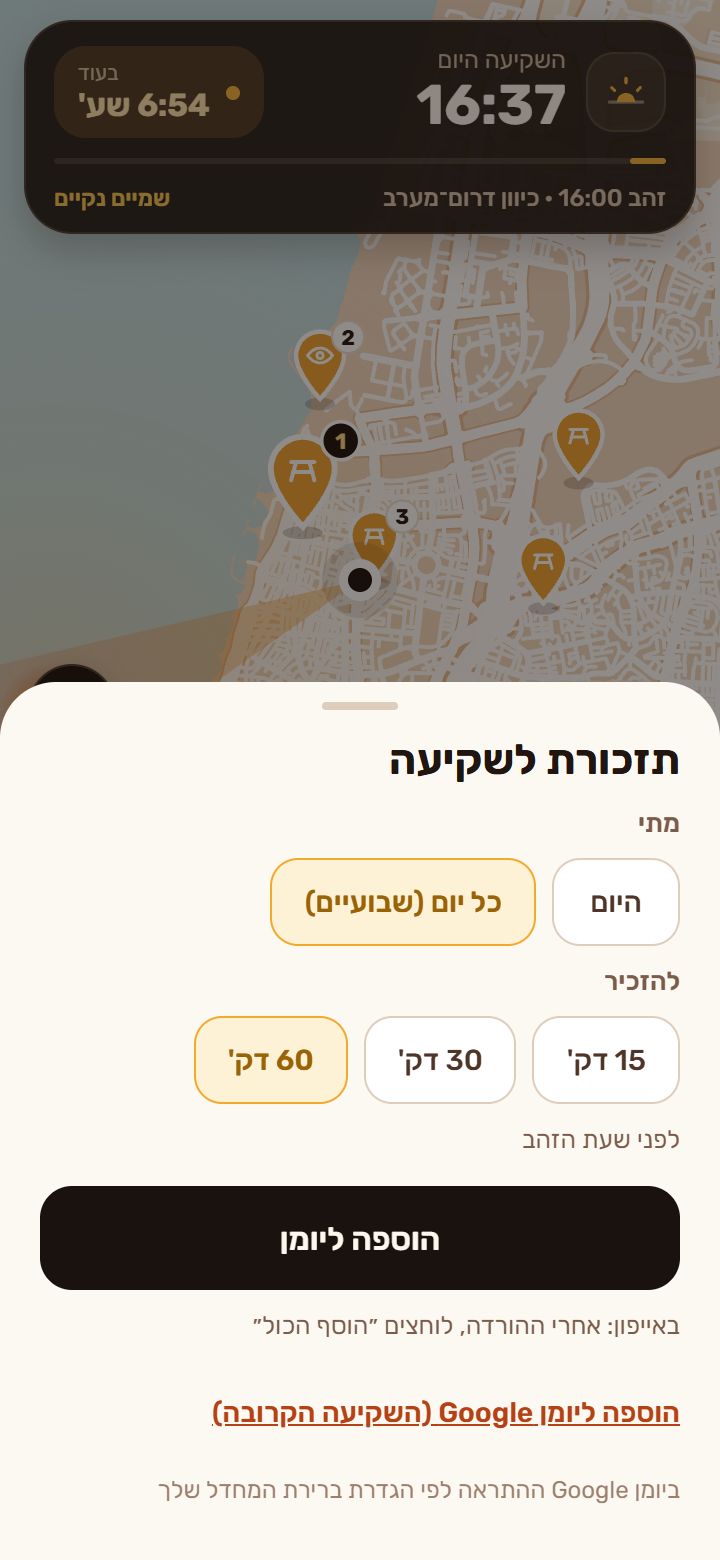 השקיעה היום
16:37
בעוד
6:54 שע'
זהב 16:00 • כיוון דרום־מערב
שמיים נקיים
2
1
3
תזכורת לשקיעה
מתי
היום
כל יום (שבועיים)
להזכיר
15 דק'
30 דק'
60 דק'
לפני שעת הזהב
הוספה ליומן
באייפון: אחרי ההורדה, לוחצים ״הוסף הכול״
הוספה ליומן Google (השקיעה הקרובה)
ביומן Google ההתראה לפי הגדרת ברירת המחדל שלך